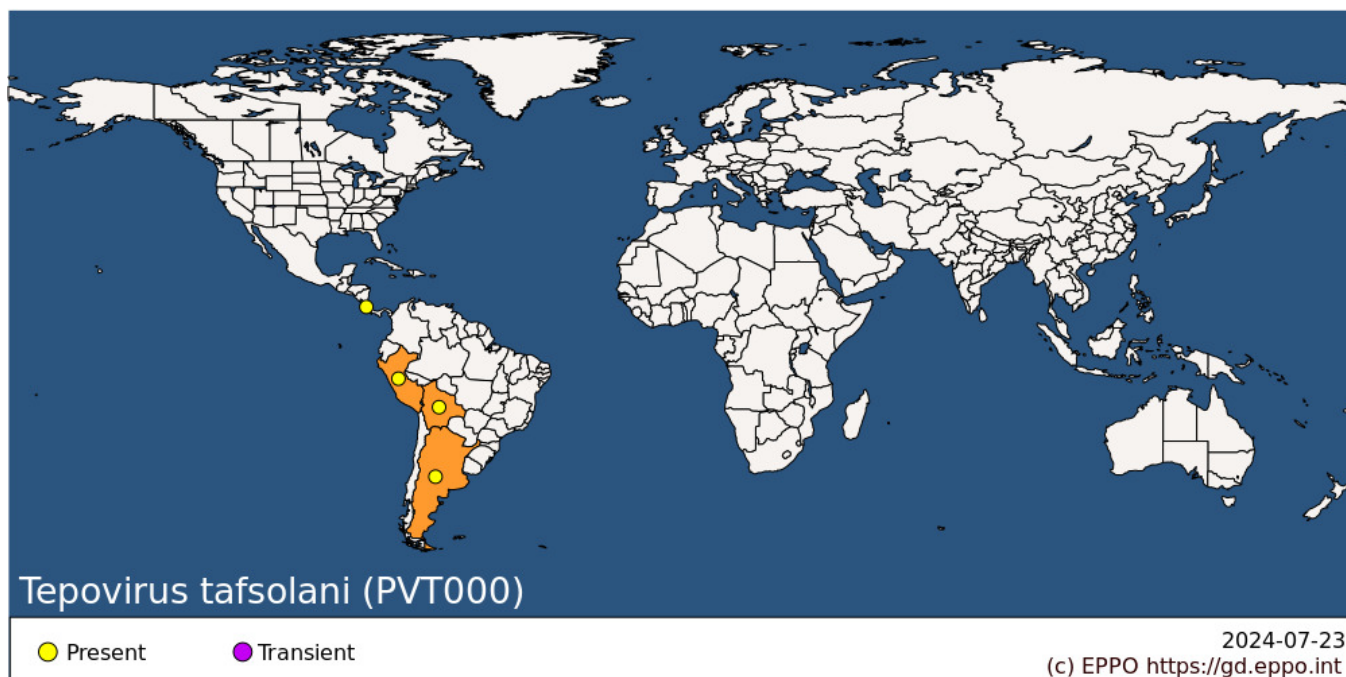 Tepovirus tafsolani (PVT000)
Present
Transient
2024-07-23
(c) EPPO https://gd.eppo.int